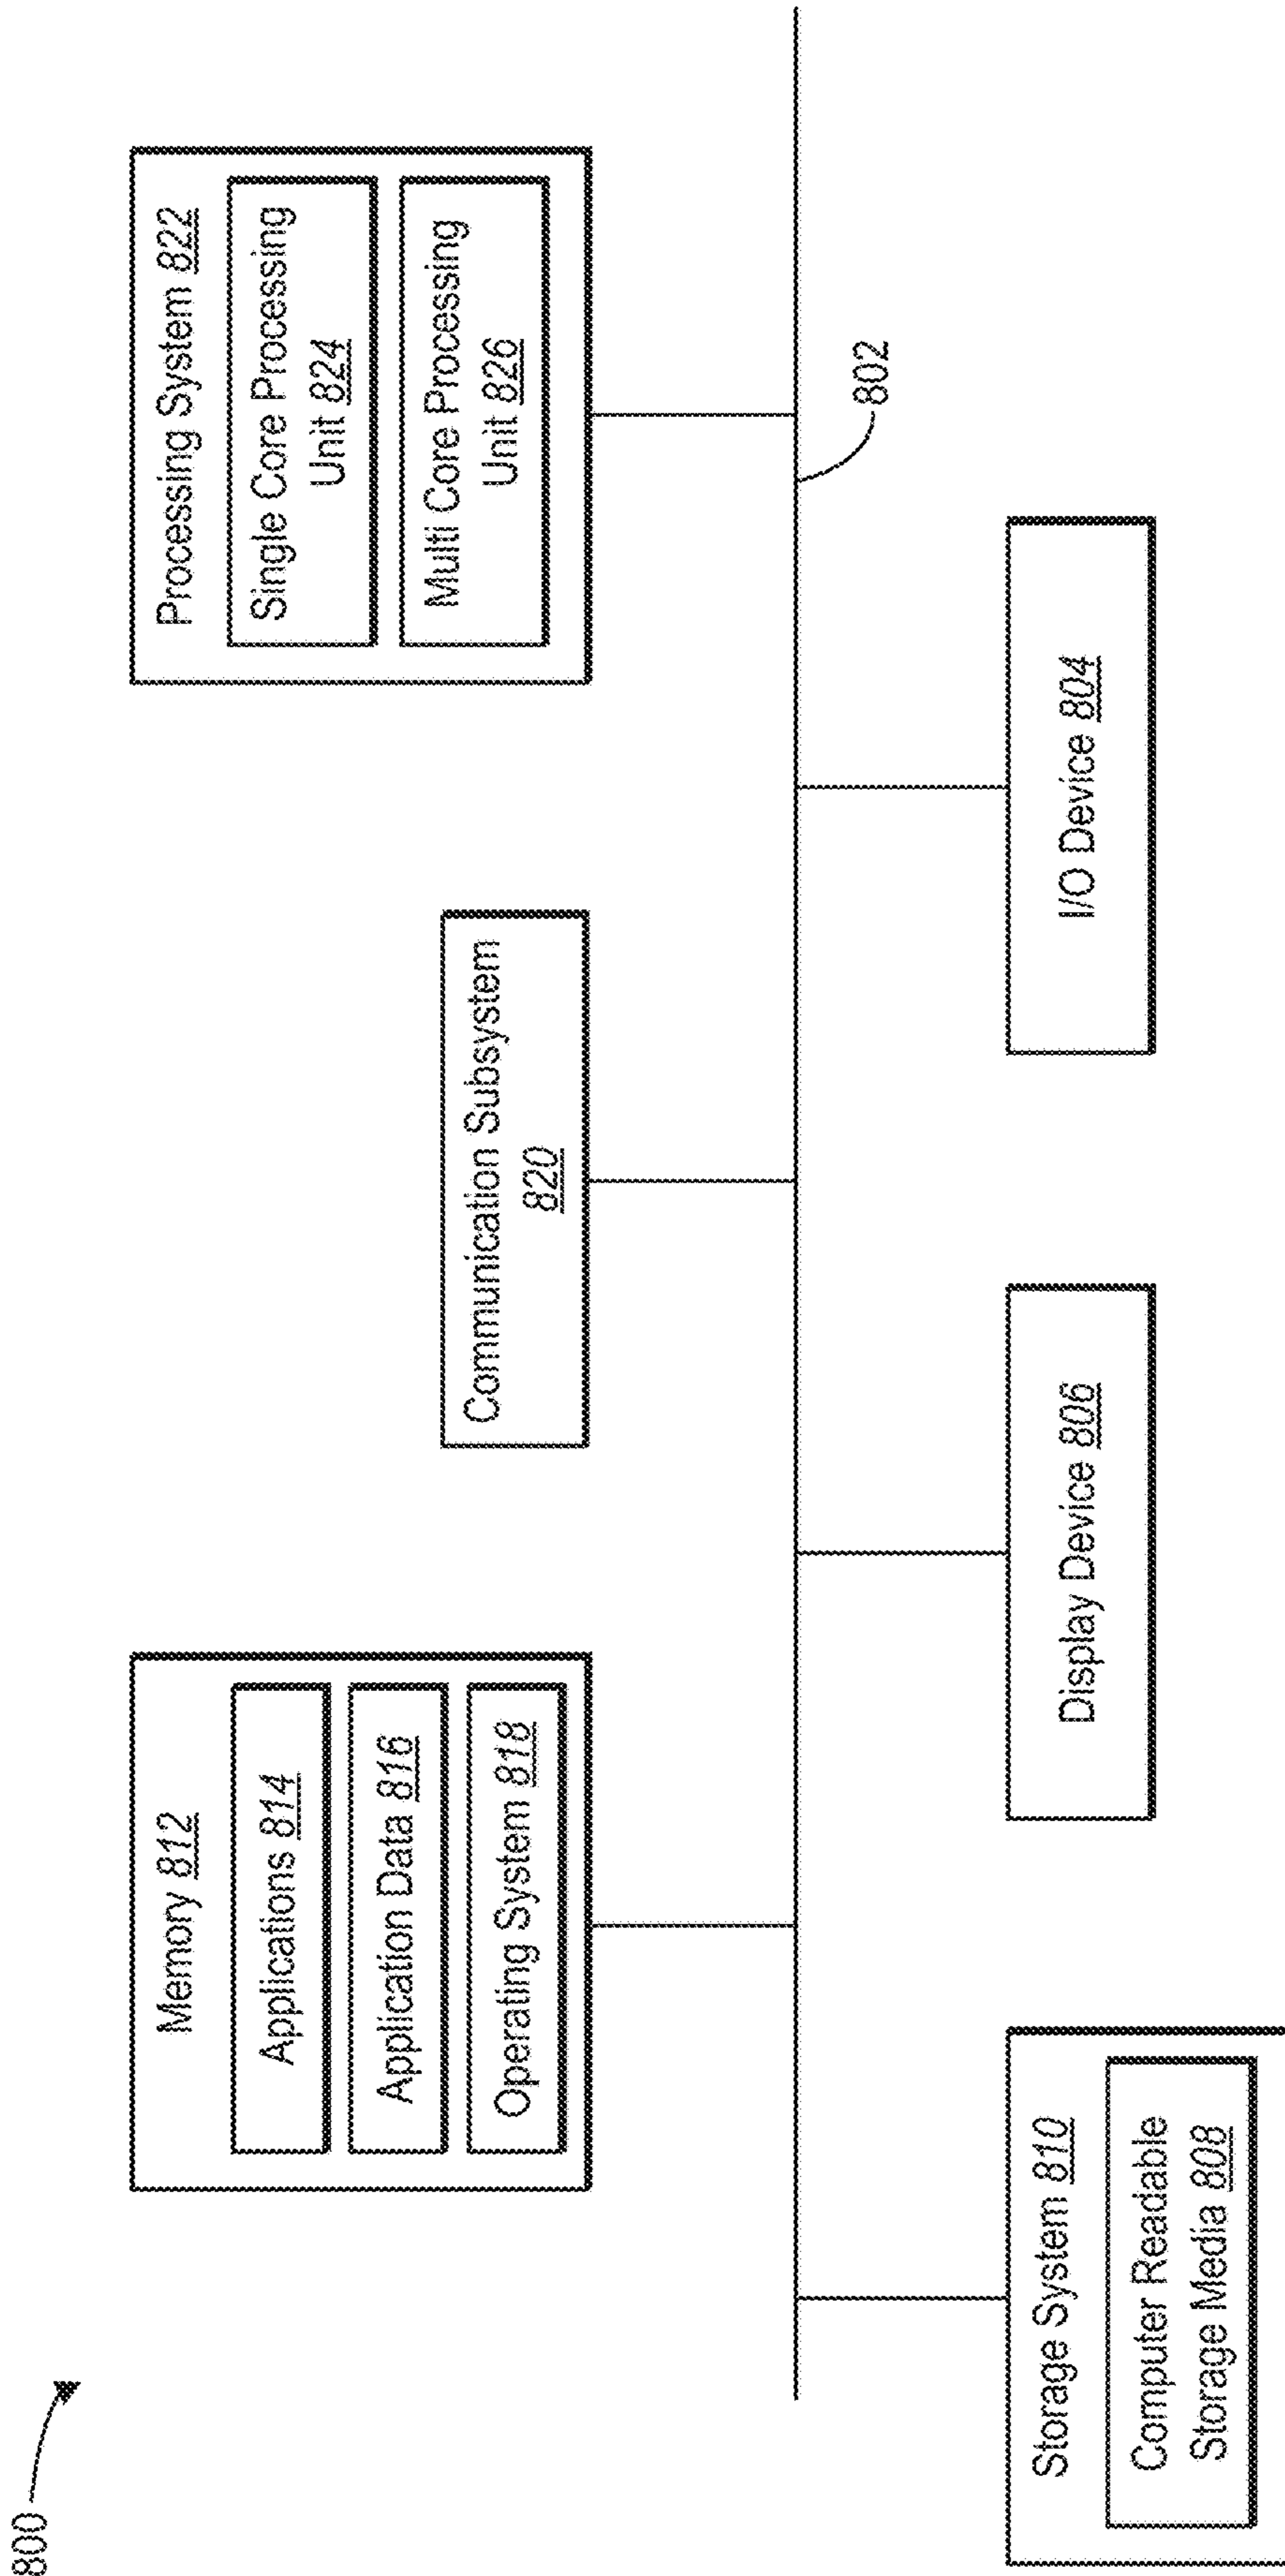 800
Memory 812
Applications 814
Application Data 816
Operating System 818
Communication Subsystem
820
Processing System 822
Single Core Processing
Unit 824
Multi Core Processing
Unit 826
802
Storage System 810
Computer Readable
Storage Media 808
Display Device 806
I/O Device 804